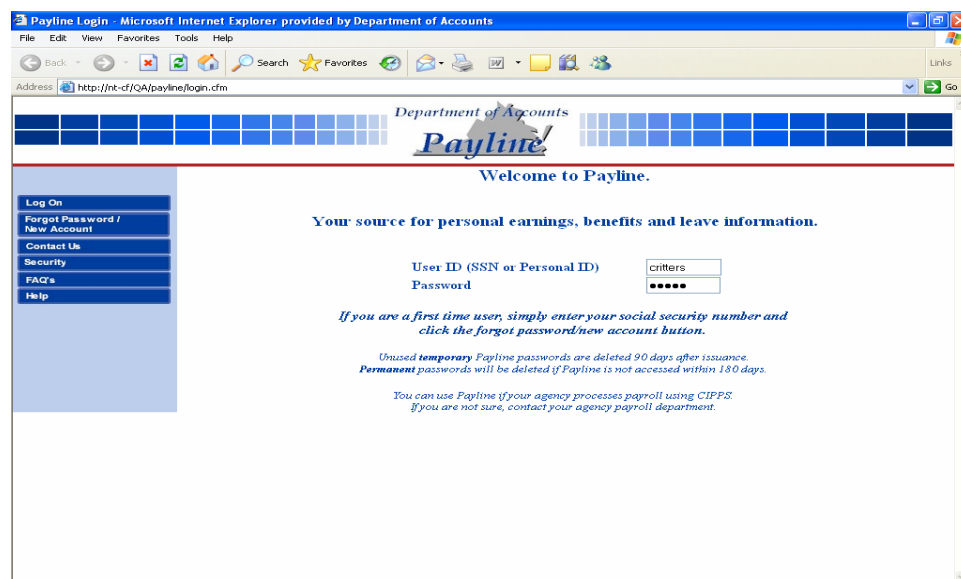 Payline Login - Microsoft Internet Explorer provided by Department of Accounts
File Edit View Favorites Tools Help
Back Search Favorites Links
Address http://nt-cf/QA/payline/login.cfm Go
Department of Accounts
Payline
Welcome to Payline.
Log On
Forgot Password /
New Account
Contact Us
Security
FAQ's
Help
Your source for personal earnings, benefits and leave information.
User ID (SSN or Personal ID) critters
Password •••••
If you are a first time user, simply enter your social security number and
click the forgot password/new account button.
Unused temporary Payline passwords are deleted 90 days after issuance.
Permanent passwords will be deleted if Payline is not accessed within 180 days.
You can use Payline if your agency processes payroll using CIPPS.
If you are not sure, contact your agency payroll department.